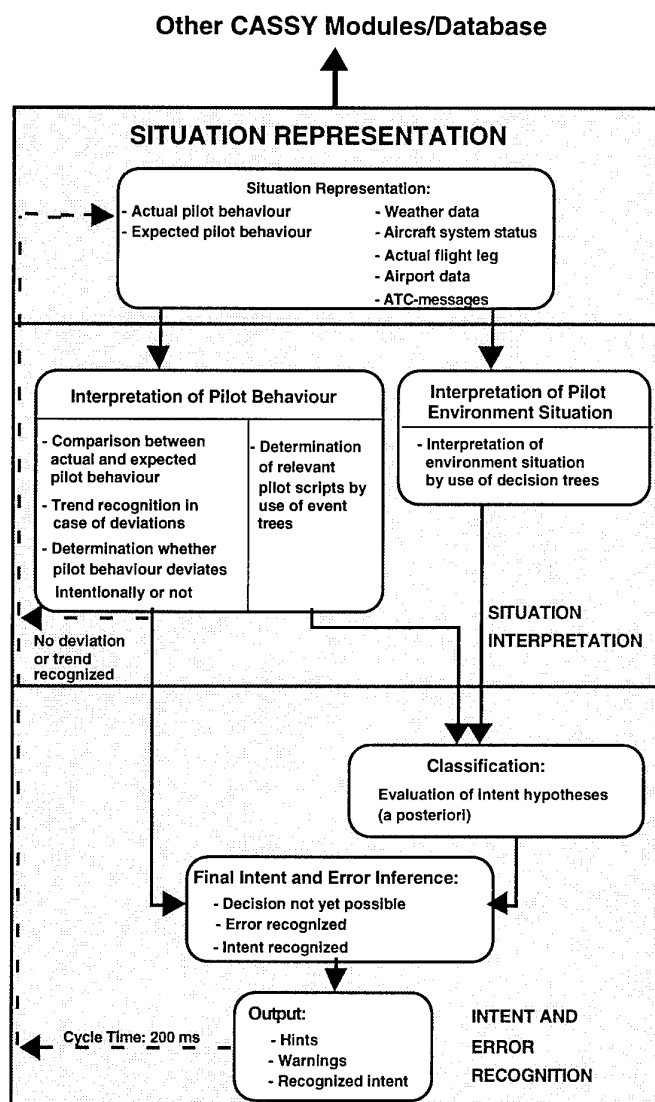 Other CASSY Modules/Database
SITUATION REPRESENTATION
Situation Representation:
- Actual pilot behaviour
- Expected pilot behaviour
- Weather data
- Aircraft system status
- Actual flight leg
- Airport data
- ATC-messages
Interpretation of Pilot Behaviour
- Comparison between
actual and expected
pilot behaviour
- Trend recognition in
case of deviations
- Determination whether
pilot behaviour deviates
Intentionally or not
- Determination
of relevant
pilot scripts by
use of event
trees
Interpretation of Pilot
Environment Situation
- Interpretation of
environment situation
by use of decision trees
No deviation
or trend
recognized
SITUATION
INTERPRETATION
Classification:
Evaluation of intent hypotheses
(a posteriori)
Final Intent and Error Inference:
- Decision not yet possible
- Error recognized
- Intent recognized
Output:
- Hints
- Warnings
- Recognized intent
Cycle Time: 200 ms
INTENT AND
ERROR
RECOGNITION